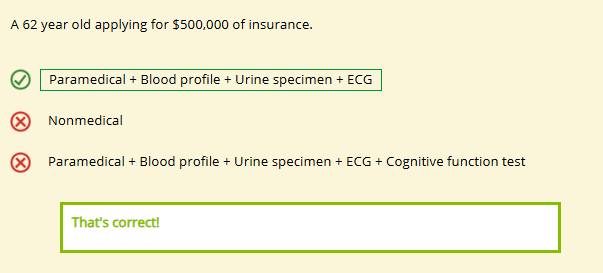 A 62 year old applying for $500,000 of insurance.
Paramedical + Blood profile + Urine specimen + ECG
Nonmedical
Paramedical + Blood profile + Urine specimen + ECG + Cognitive function test
That's correct!